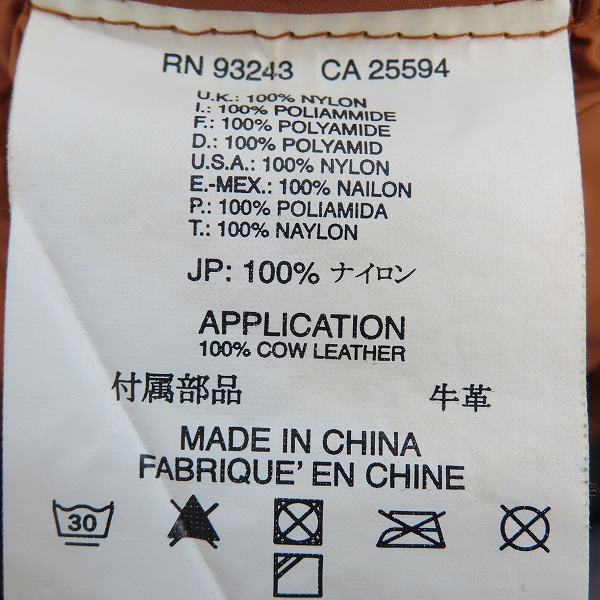 RN 93243 CA 25594
U.K.: 100% NYLON
I.: 100% POLIAMMIDE
F.: 100% POLYAMIDE
D.: 100% POLYAMID
U.S.A.: 100% NYLON
E.-MEX.: 100% NAILON
P.: 100% POLIAMIDA
T.: 100% NAYLON
JP: 100% ナイロン
APPLICATION
100% COW LEATHER
付属部品 牛革
MADE IN CHINA
FABRIQUE' EN CHINE
30